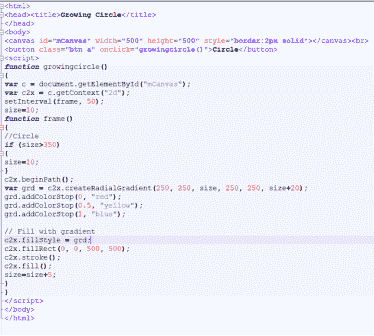 <html>
<head><title>Growing Circle</title>
</head>
<body>
<canvas id="mCanvas" width="500" height="500" style="border:2px solid"></canvas><br>
<button class="btn a" onclick="growingcircle()">Circle</button>
<script>
function growingcircle()
{
var c = document.getElementById("mCanvas");
var c2x = c.getContext("2d");
setInterval(frame, 50);
size=10;
function frame()
{
//Circle
if (size>350)
{
size=10;
}
c2x.beginPath();
var grd = c2x.createRadialGradient(250, 250, size, 250, 250, size+20);
grd.addColorStop(0, "red");
grd.addColorStop(0.5, "yellow");
grd.addColorStop(1, "blue");

// Fill with gradient
c2x.fillStyle = grd;
c2x.fillRect(0, 0, 500, 500);
c2x.stroke();
c2x.fill();
size=size+5;
}
}
</script>
</body>
</html>